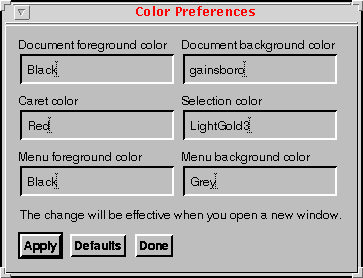 Color Preferences
Document foreground color Document background color
Black gainsboro
Caret color Selection color
Red LightGold3
Menu foreground color Menu background color
Black Grey
The change will be effective when you open a new window.
Apply Defaults Done